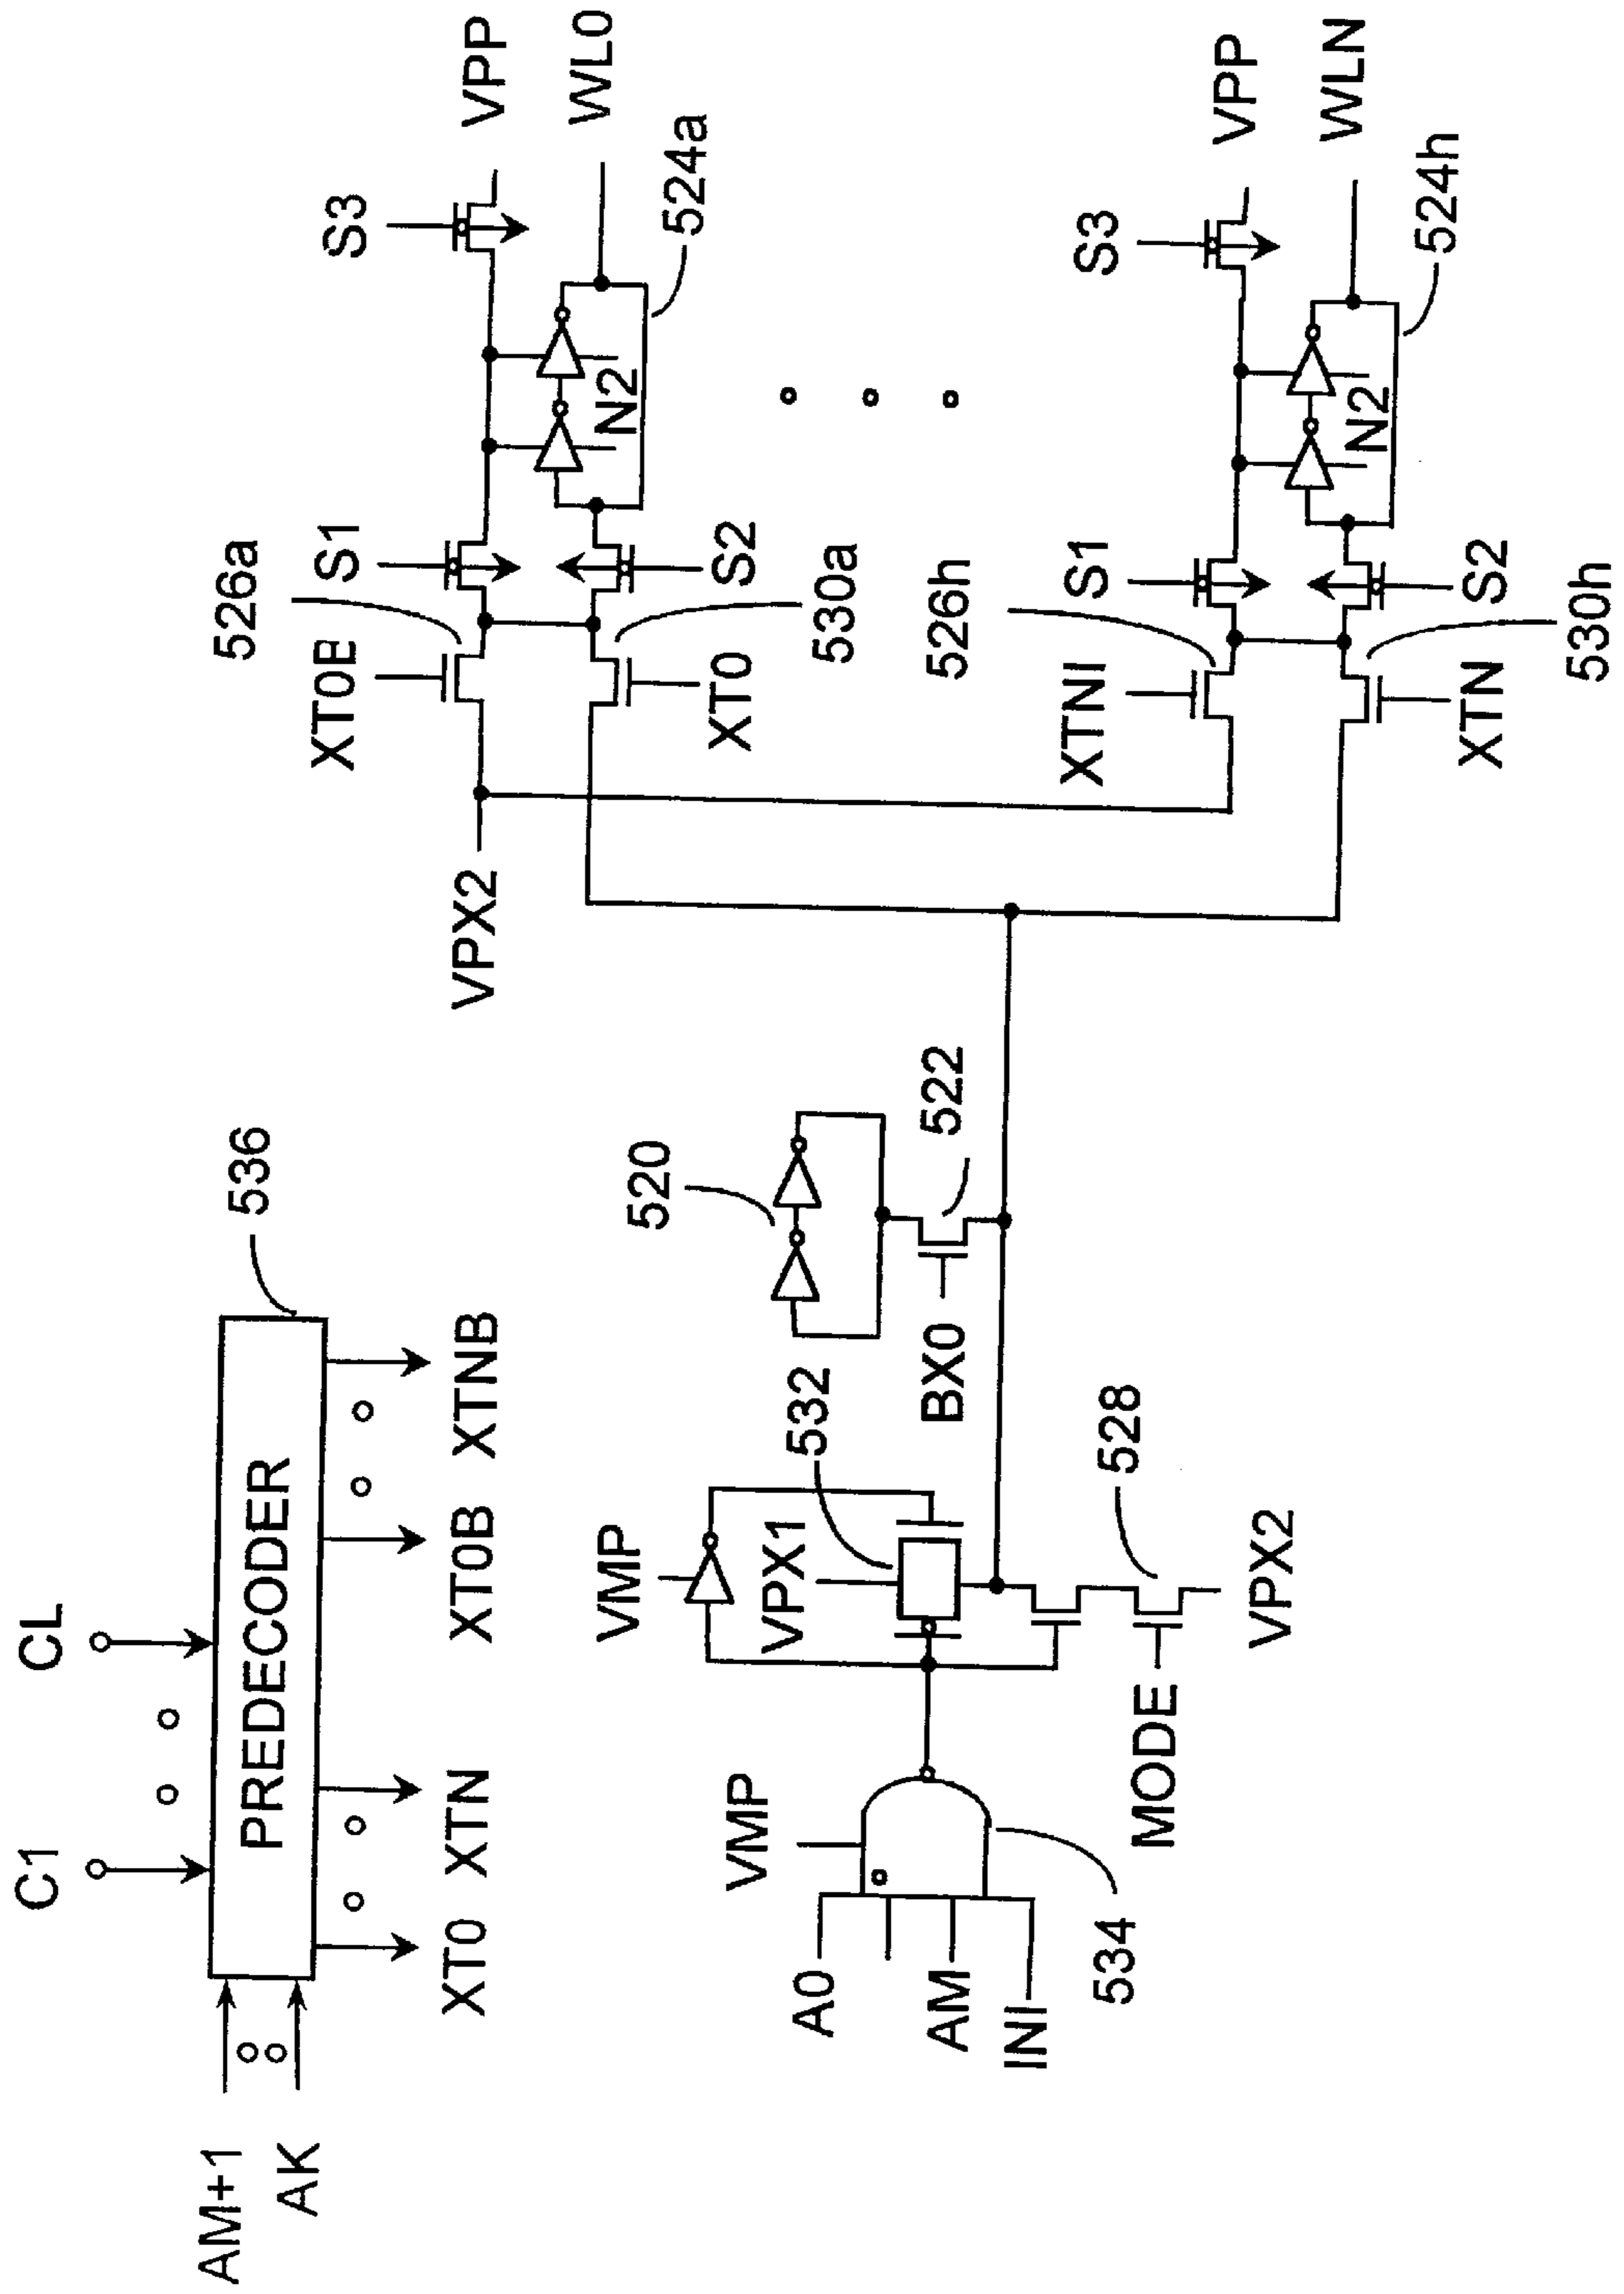 AM+1
AK
C1
CL
PREDECODER
536
XT0
XTN
XT0B
XTNB
A0
AM
INI
VMP
534
VMP
VPX1
532
MODE
528
VPX2
520
BX0
522
VPX2
XT0B
526a
S1
S3
VPP
WL0
N2
524a
XT0
530a
S2
XTNI
526h
S1
S3
VPP
WLN
N2
524h
XTN
530h
S2